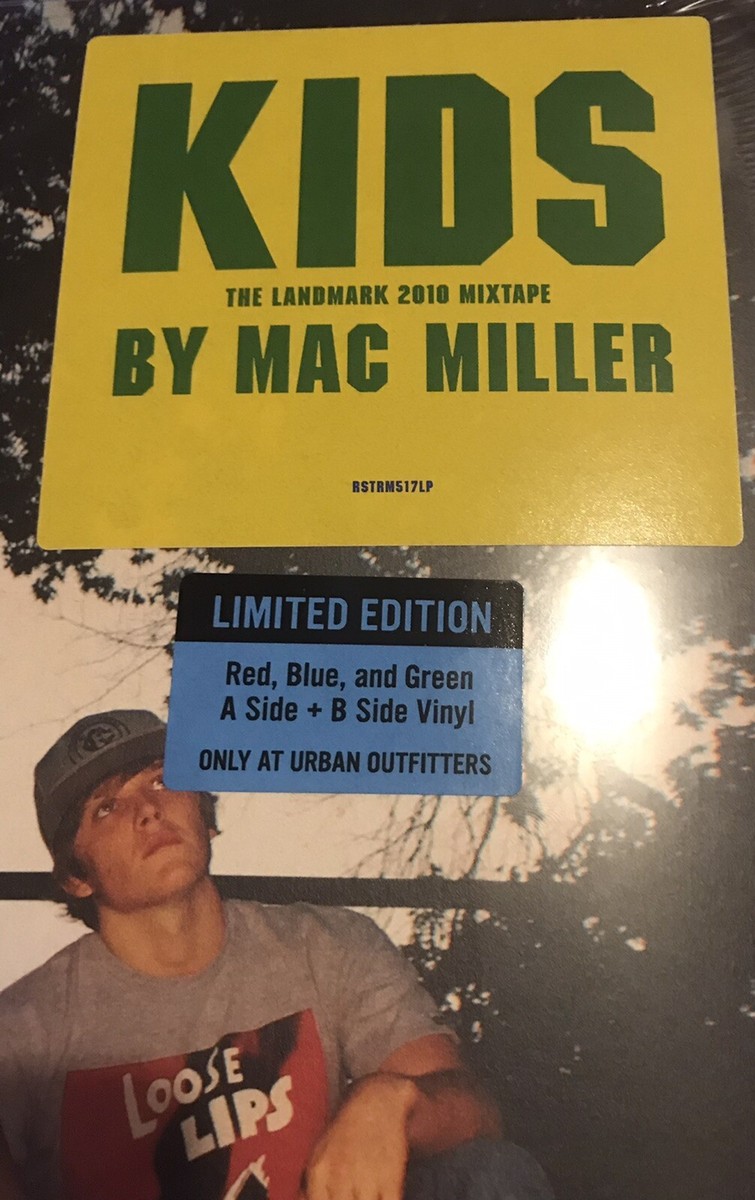 KIDS
THE LANDMARK 2010 MIXTAPE
BY MAC MILLER
RSTRM517LP
LIMITED EDITION
Red, Blue, and Green
A Side + B Side Vinyl
ONLY AT URBAN OUTFITTERS
LOOSE
LIPS